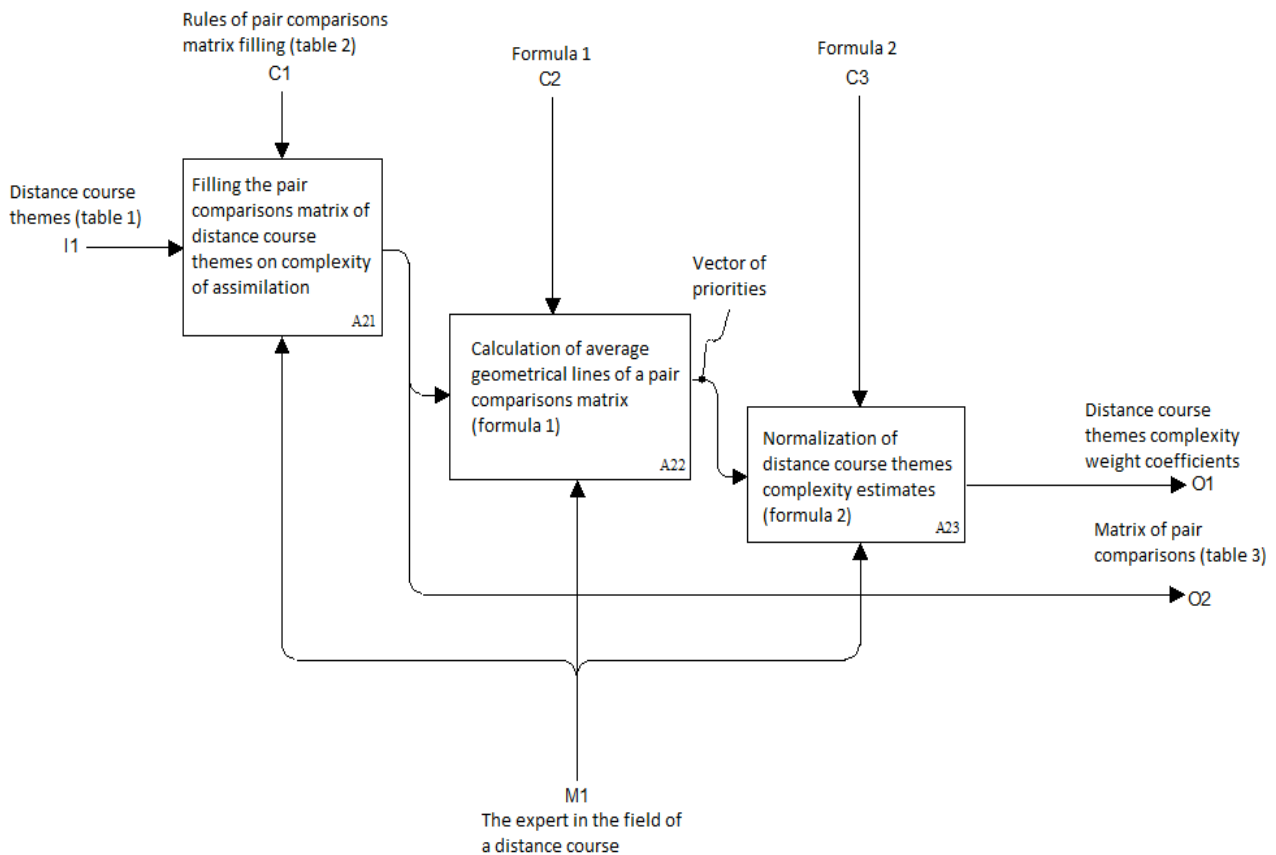 Rules of pair comparisons
matrix filling (table 2)
C1
Formula 1
C2
Formula 2
C3
Distance course
themes (table 1)
I1
Filling the pair
comparisons matrix of
distance course
themes on complexity
of assimilation
A21
Vector of
priorities
Calculation of average
geometrical lines of a pair
comparisons matrix
(formula 1)
A22
Normalization of
distance course themes
complexity estimates
(formula 2)
A23
Distance course
themes complexity
weight coefficients
O1
Matrix of pair
comparisons (table 3)
O2
M1
The expert in the field of
a distance course